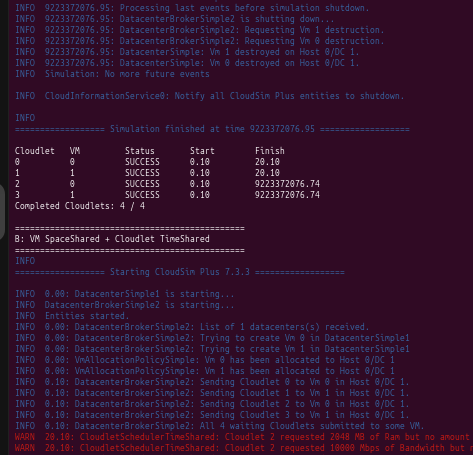 INFO  9223372076.95: Processing last events before simulation shutdown.
INFO  9223372076.95: DatacenterBrokerSimple2 is shutting down...
INFO  9223372076.95: DatacenterBrokerSimple2: Requesting Vm 1 destruction.
INFO  9223372076.95: DatacenterBrokerSimple2: Requesting Vm 0 destruction.
INFO  9223372076.95: DatacenterSimple: Vm 1 destroyed on Host 0/DC 1.
INFO  9223372076.95: DatacenterSimple: Vm 0 destroyed on Host 0/DC 1.
INFO  Simulation: No more future events
INFO  CloudInformationService0: Notify all CloudSim Plus entities to shutdown.
INFO
================== Simulation finished at time 9223372076.95 ==================
Cloudlet   VM         Status       Start        Finish
0          0          SUCCESS      0.10         20.10
1          1          SUCCESS      0.10         20.10
2          0          SUCCESS      0.10         9223372076.74
3          1          SUCCESS      0.10         9223372076.74
Completed Cloudlets: 4 / 4
==============================================
B: VM SpaceShared + Cloudlet TimeShared
==============================================
INFO
================== Starting CloudSim Plus 7.3.3 ==================
INFO  0.00: DatacenterSimple1 is starting...
INFO  DatacenterBrokerSimple2 is starting...
INFO  Entities started.
INFO  0.00: DatacenterBrokerSimple2: List of 1 datacenters(s) received.
INFO  0.00: DatacenterBrokerSimple2: Trying to create Vm 0 in DatacenterSimple1
INFO  0.00: DatacenterBrokerSimple2: Trying to create Vm 1 in DatacenterSimple1
INFO  0.00: VmAllocationPolicySimple: Vm 0 has been allocated to Host 0/DC 1
INFO  0.00: VmAllocationPolicySimple: Vm 1 has been allocated to Host 0/DC 1
INFO  0.10: DatacenterBrokerSimple2: Sending Cloudlet 0 to Vm 0 in Host 0/DC 1.
INFO  0.10: DatacenterBrokerSimple2: Sending Cloudlet 1 to Vm 1 in Host 0/DC 1.
INFO  0.10: DatacenterBrokerSimple2: Sending Cloudlet 2 to Vm 0 in Host 0/DC 1.
INFO  0.10: DatacenterBrokerSimple2: Sending Cloudlet 3 to Vm 1 in Host 0/DC 1.
INFO  0.10: DatacenterBrokerSimple2: All 4 waiting Cloudlets submitted to some VM.
WARN  20.10: CloudletSchedulerTimeShared: Cloudlet 2 requested 2048 MB of Ram but no amount
WARN  20.10: CloudletSchedulerTimeShared: Cloudlet 2 requested 10000 Mbps of Bandwidth but